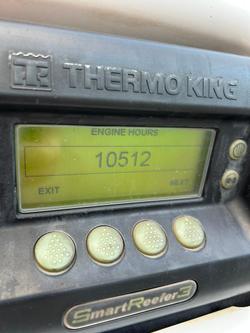 THERMO KING
ENGINE HOURS
10512
EXIT NEXT
SmartReefer3